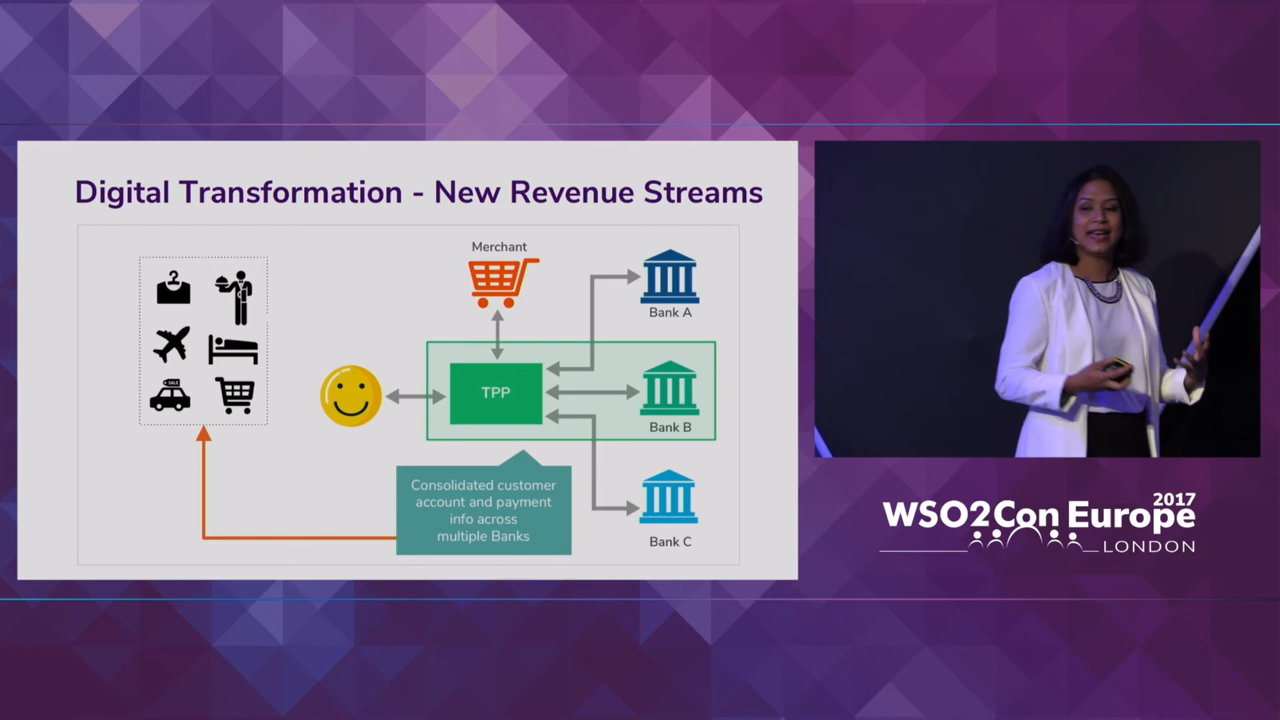 Digital Transformation - New Revenue Streams
Merchant
SALE
TPP
Bank A
Bank B
Bank C
Consolidated customer
account and payment
info across
multiple Banks
2017
WSO2Con Europe
LONDON